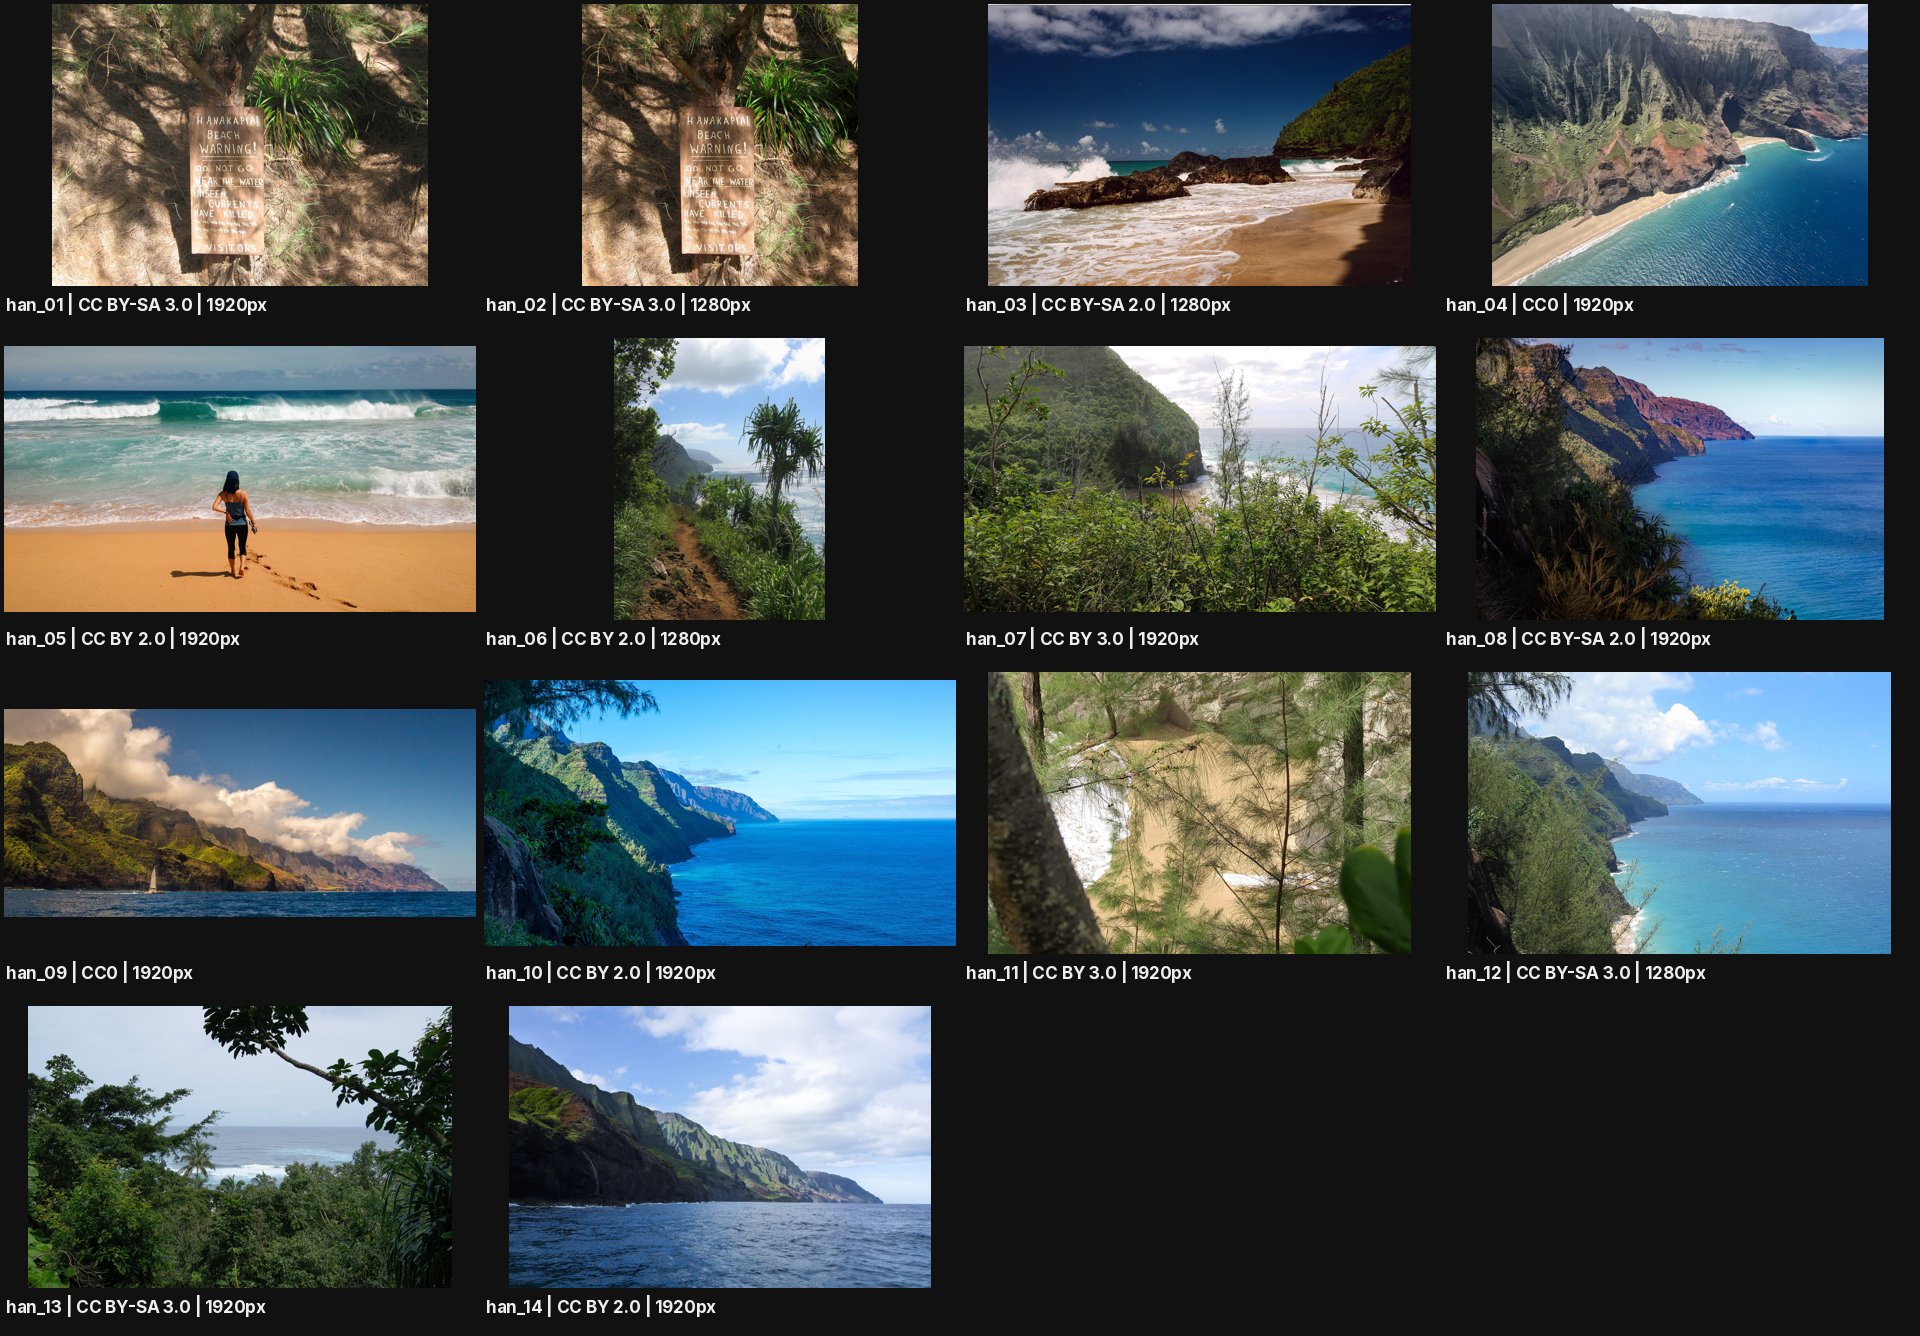 HANAKAPIAI
BEACH
WARNING!
DO NOT GO
NEAR THE WATER
UNSEEN
CURRENTS
HAVE KILLED
VISITORS
HANAKAPIAI
BEACH
WARNING!
DO NOT GO
NEAR THE WATER
UNSEEN
CURRENTS
HAVE KILLED
VISITORS
han_01 | CC BY-SA 3.0 | 1920px
han_02 | CC BY-SA 3.0 | 1280px
han_03 | CC BY-SA 2.0 | 1280px
han_04 | CC0 | 1920px
han_05 | CC BY 2.0 | 1920px
han_06 | CC BY 2.0 | 1280px
han_07 | CC BY 3.0 | 1920px
han_08 | CC BY-SA 2.0 | 1920px
han_09 | CC0 | 1920px
han_10 | CC BY 2.0 | 1920px
han_11 | CC BY 3.0 | 1920px
han_12 | CC BY-SA 3.0 | 1280px
han_13 | CC BY-SA 3.0 | 1920px
han_14 | CC BY 2.0 | 1920px